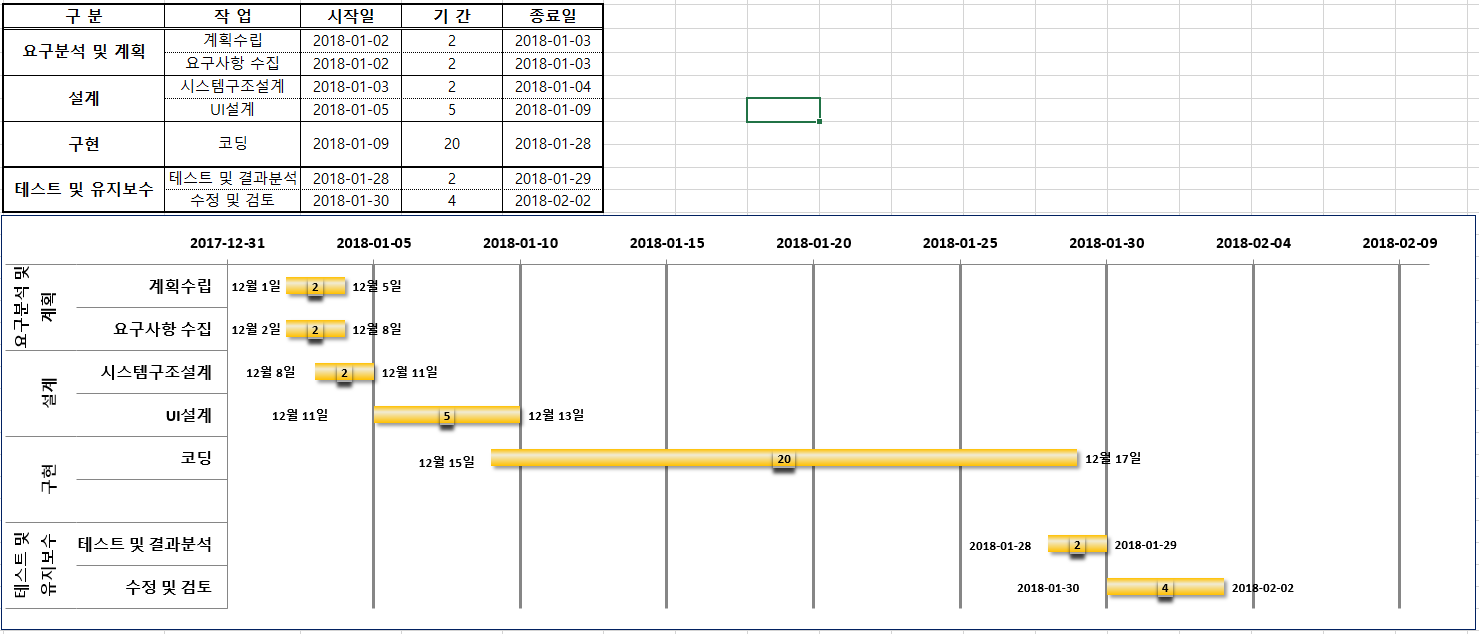 구 분 작 업 시작일 기 간 종료일
요구분석 및 계획 계획수립 2018-01-02 2 2018-01-03
요구사항 수집 2018-01-02 2 2018-01-03
설계 시스템구조설계 2018-01-03 2 2018-01-04
UI설계 2018-01-05 5 2018-01-09
구현 코딩 2018-01-09 20 2018-01-28
테스트 및 유지보수 테스트 및 결과분석 2018-01-28 2 2018-01-29
수정 및 검토 2018-01-30 4 2018-02-02
2017-12-31 2018-01-05 2018-01-10 2018-01-15 2018-01-20 2018-01-25 2018-01-30 2018-02-04 2018-02-09
요구분석 및
계획
계획수립 12월 1일 2 12월 5일
요구사항 수집 12월 2일 2 12월 8일
설계
시스템구조설계 12월 8일 2 12월 11일
UI설계 12월 11일 5 12월 13일
구현
코딩 12월 15일 20 12월 17일
테스트 및
유지보수
테스트 및 결과분석 2018-01-28 2 2018-01-29
수정 및 검토 2018-01-30 4 2018-02-02